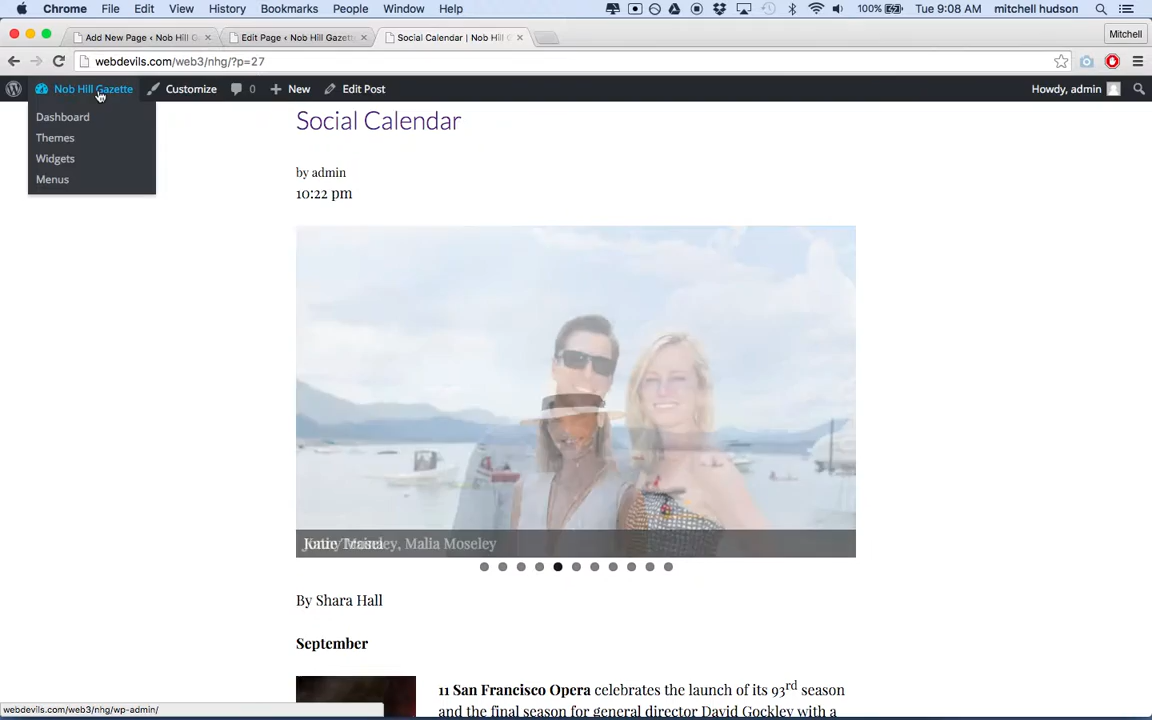 Chrome File Edit View History Bookmarks People Window Help 100% Tue 9:08 AM mitchell hudson
Add New Page ‹ Nob Hill G Edit Page ‹ Nob Hill Gazett Social Calendar | Nob Hill Mitchell
webdevils.com/web3/nhg/?p=27
Nob Hill Gazette Customize 0 New Edit Post Howdy, admin
Dashboard
Themes
Widgets
Menus
Social Calendar
by admin
10:22 pm
Moseley, Malia Moseley
By Shara Hall
September
11 San Francisco Opera celebrates the launch of its 93rd season
and the final season for general director David Gockley with a
webdevils.com/web3/nhg/wp-admin/